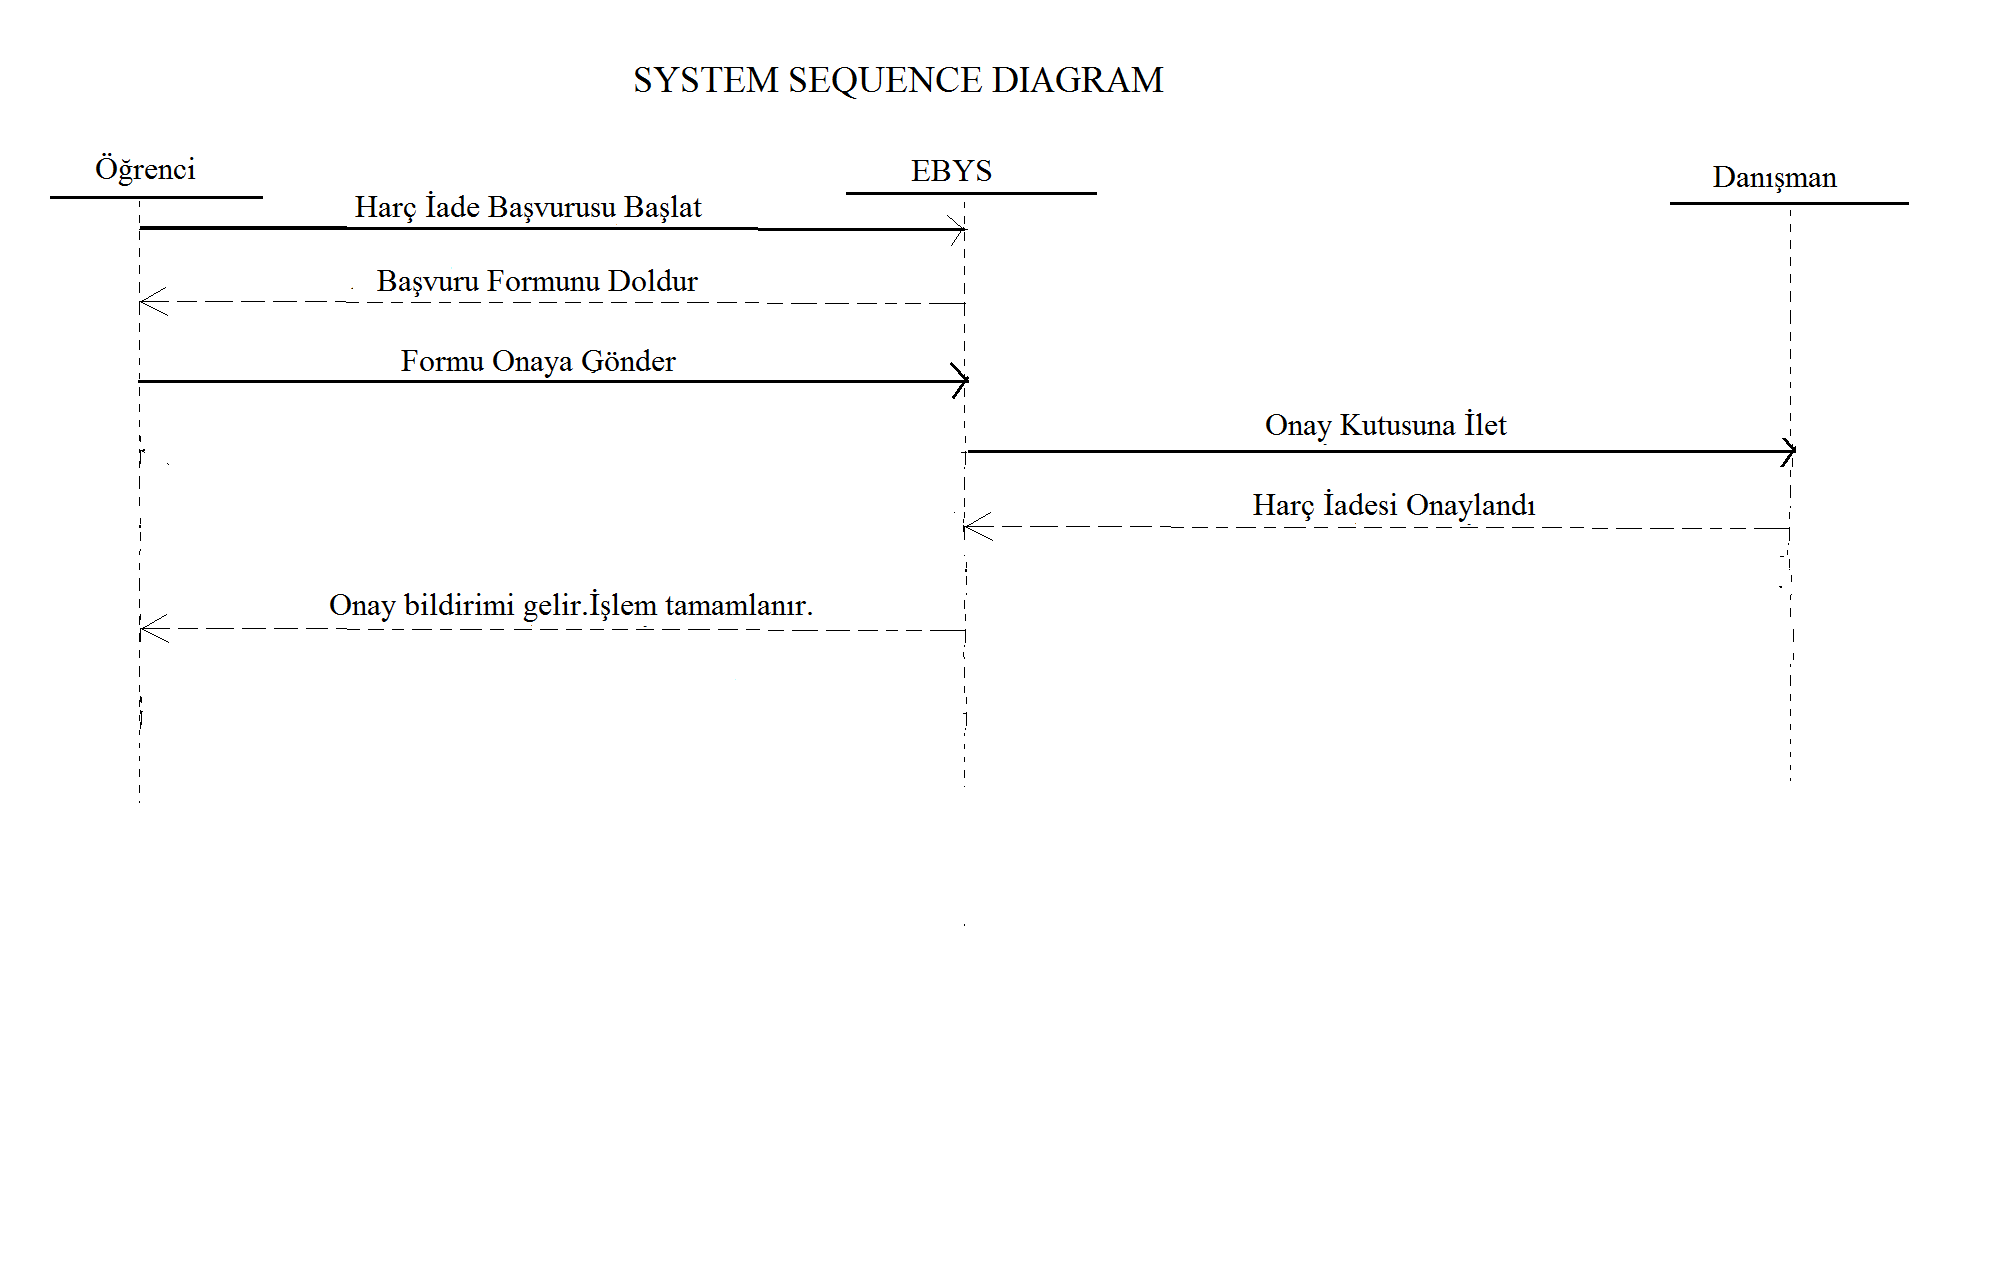 SYSTEM SEQUENCE DIAGRAM
Öğrenci
EBYS
Danışman
Harç İade Başvurusu Başlat
Başvuru Formunu Doldur
Formu Onaya Gönder
Onay Kutusuna İlet
Harç İadesi Onaylandı
Onay bildirimi gelir.İşlem tamamlanır.